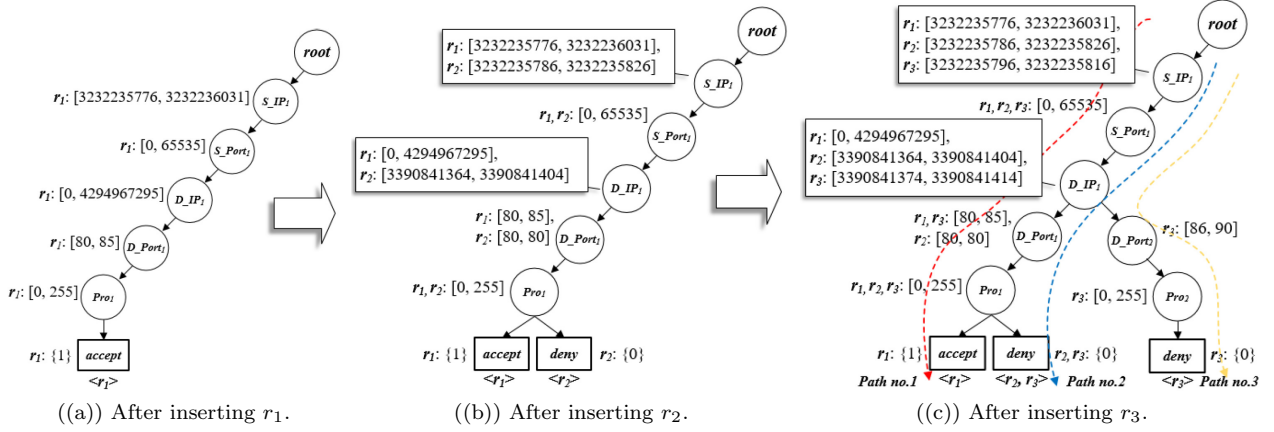 root
S_IP1
r1: [3232235776, 3232236031]
S_Port1
r1: [0, 65535]
D_IP1
r1: [0, 4294967295]
D_Port1
r1: [80, 85]
Pro1
r1: [0, 255]
r1: {1}
accept
<r1>
((a)) After inserting r1.
root
r1: [3232235776, 3232236031],
r2: [3232235786, 3232235826]
S_IP1
r1, r2: [0, 65535]
S_Port1
r1: [0, 4294967295],
r2: [3390841364, 3390841404]
D_IP1
r1: [80, 85],
r2: [80, 80]
D_Port1
r1, r2: [0, 255]
Pro1
r1: {1}
accept
deny
r2: {0}
<r1>
<r2>
((b)) After inserting r2.
root
r1: [3232235776, 3232236031],
r2: [3232235786, 3232235826],
r3: [3232235796, 3232235816]
S_IP1
r1, r2, r3: [0, 65535]
S_Port1
r1: [0, 4294967295],
r2: [3390841364, 3390841404],
r3: [3390841374, 3390841414]
D_IP1
r1, r3: [80, 85],
r2: [80, 80]
D_Port1
D_Port2
r3: [86, 90]
r1, r2, r3: [0, 255]
Pro1
r3: [0, 255]
Pro2
r1: {1}
accept
deny
r2, r3: {0}
deny
r3: {0}
Path no.1
<r1>
<r2, r3>
Path no.2
<r3>
Path no.3
((c)) After inserting r3.